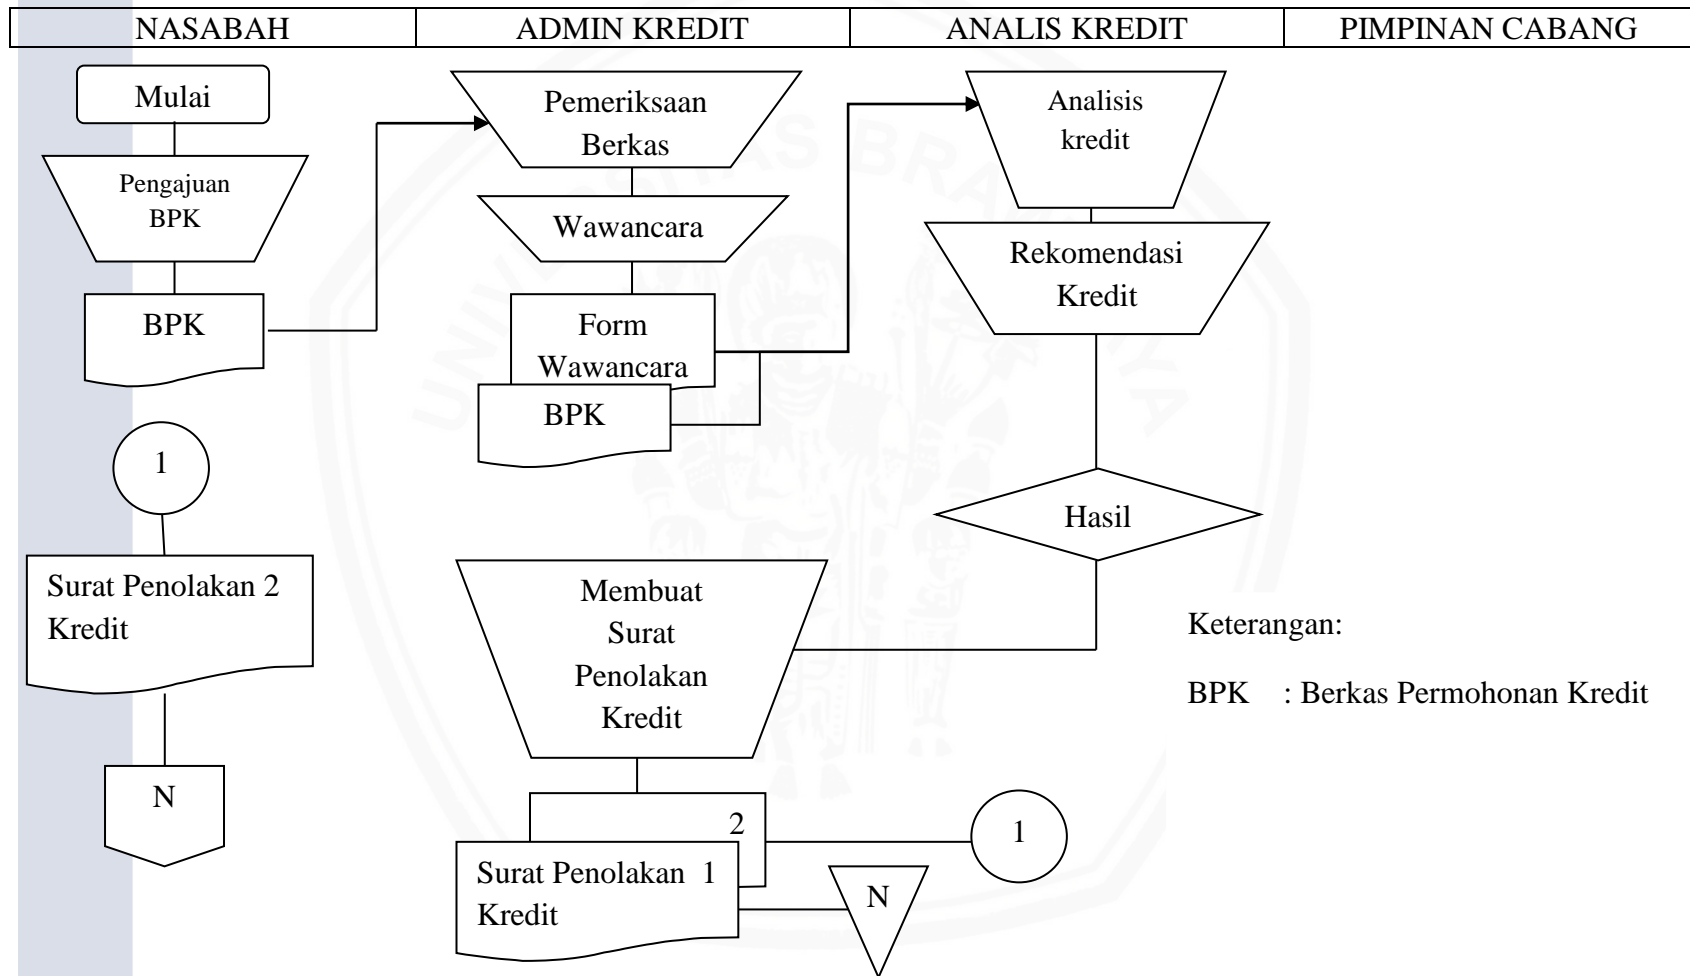 NASABAH ADMIN KREDIT ANALIS KREDIT PIMPINAN CABANG
Mulai
Pengajuan
BPK
BPK
1
Surat Penolakan 2
Kredit
N
Pemeriksaan
Berkas
Wawancara
Form
Wawancara
BPK
Membuat
Surat
Penolakan
Kredit
2
Surat Penolakan 1
Kredit
N
1
Analisis
kredit
Rekomendasi
Kredit
Hasil
Keterangan:
BPK : Berkas Permohonan Kredit
UNIVERSITAS BRAWIJAYA